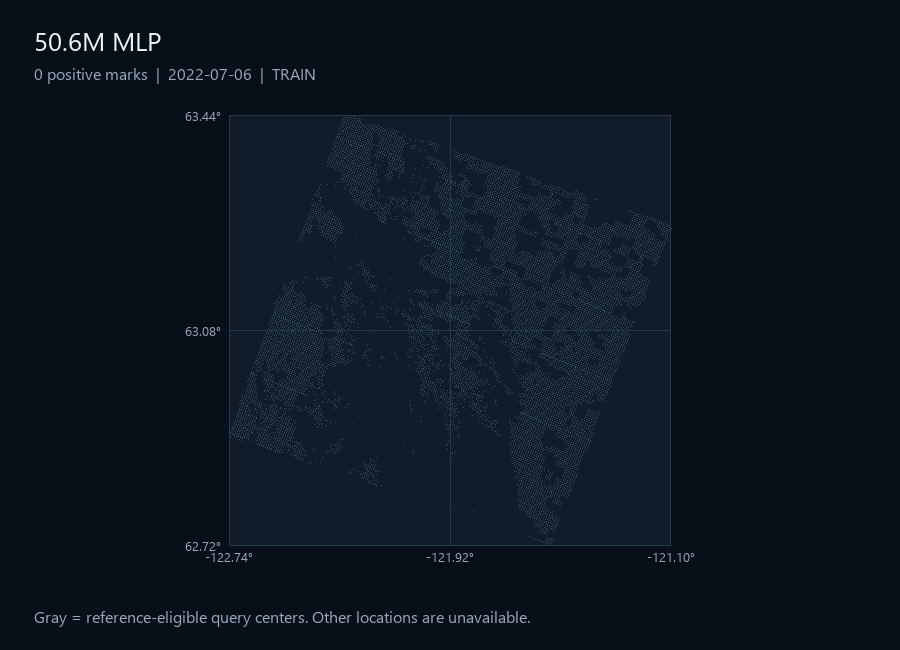 50.6M MLP
0 positive marks | 2022-07-06 | TRAIN
63.44°
63.08°
62.72°
-122.74° -121.92° -121.10°
Gray = reference-eligible query centers. Other locations are unavailable.